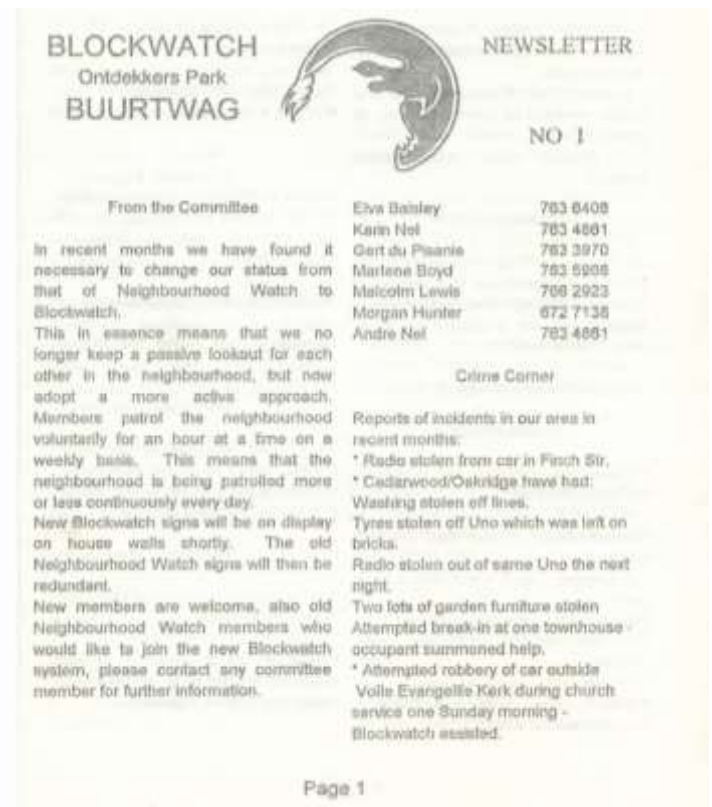 BLOCKWATCH
Ontdekkers Park
BUURTWAG
NEWSLETTER
NO 1
From the Committee
In recent months we have found it
necessary to change our status from
that of Neighbourhood Watch to
Blockwatch.
This in essence means that we no
longer keep a passive lookout for each
other in the neighbourhood, but now
adopt a more active approach.
Members patrol the neighbourhood
voluntarily for an hour at a time on a
weekly basis. This means that the
neighbourhood is being patrolled more
or less continuously every day.
New Blockwatch signs will be on display
on house walls shortly. The old
Neighbourhood Watch signs will then be
redundant.
New members are welcome, also old
Neighbourhood Watch members who
would like to join the new Blockwatch
system, please contact any committee
member for further information.
Elva Baisley 763 6408
Karin Nel 763 4861
Gert du Pisanie 763 3970
Marlene Boyd 763 5908
Malcolm Lewis 766 2923
Morgan Hunter 672 7138
Andre Nel 763 4861
Crime Corner
Reports of incidents in our area in
recent months:
* Radio stolen from car in Finch Str.
* Cedarwood/Oakridge have had:
Washing stolen off lines.
Tyres stolen off Uno which was left on
bricks.
Radio stolen out of same Uno the next
night.
Two lots of garden furniture stolen
Attempted break-in at one townhouse -
occupant summoned help.
* Attempted robbery of car outside
Volle Evangelie Kerk during church
service one Sunday morning -
Blockwatch assisted.
Page 1